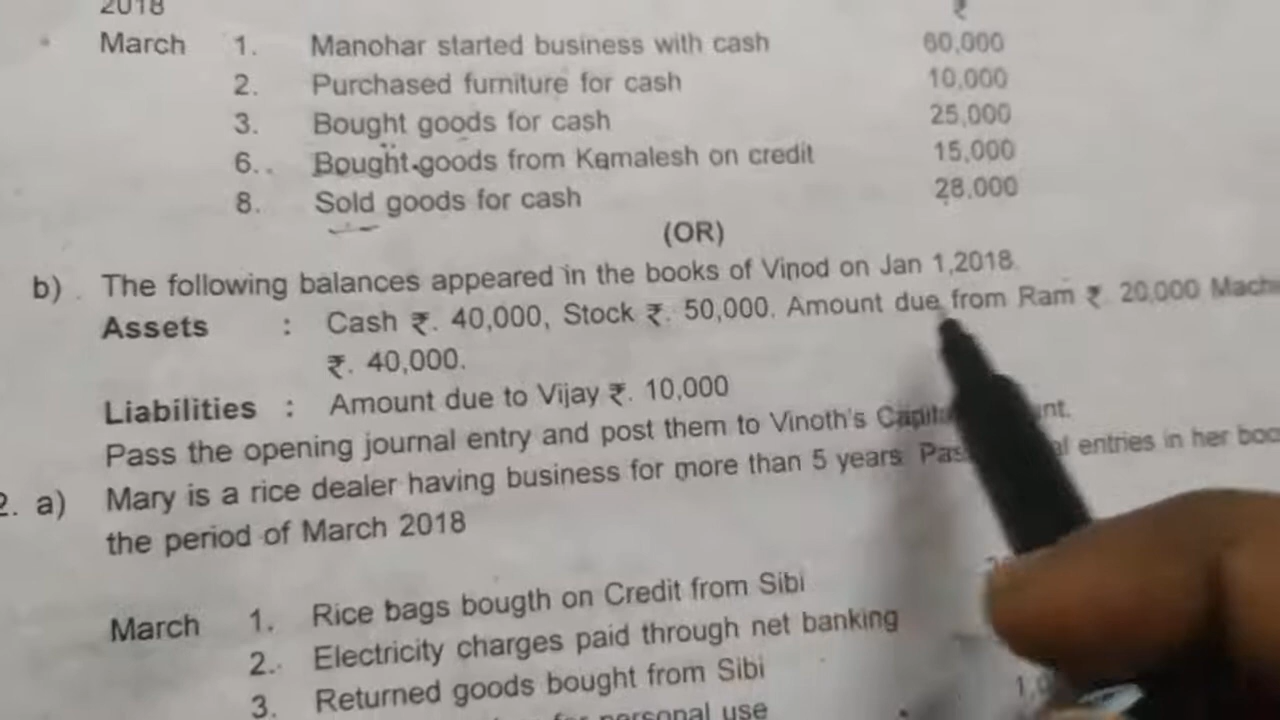 2018 ₹
March 1. Manohar started business with cash 60,000
2. Purchased furniture for cash 10,000
3. Bought goods for cash 25,000
6. Bought goods from Kamalesh on credit 15,000
8. Sold goods for cash 28,000
(OR)
b) The following balances appeared in the books of Vinod on Jan 1,2018.
Assets : Cash ₹. 40,000, Stock ₹. 50,000. Amount due from Ram ₹. 20,000
₹. 40,000.
Liabilities : Amount due to Vijay ₹. 10,000
Pass the opening journal entry and post them to Vinoth's
2. a) Mary is a rice dealer having business for more than 5 years entries in her
the period of March 2018
March 1. Rice bags bougth on Credit from Sibi
2. Electricity charges paid through net banking
3. Returned goods bought from Sibi
personal use